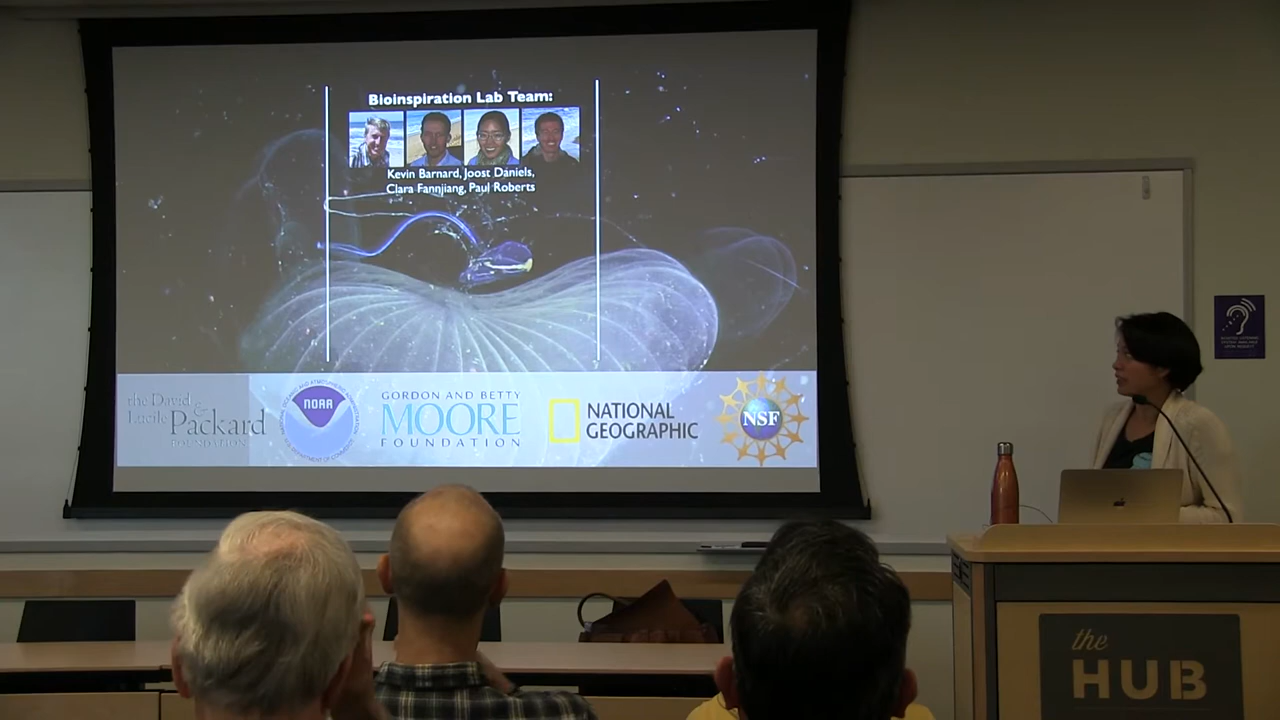 Bioinspiration Lab Team:
Kevin Barnard, Joost Daniels,
Clara Fannjiang, Paul Roberts
the David &
Lucile Packard
FOUNDATION
NOAA
GORDON AND BETTY
MOORE
FOUNDATION
NATIONAL
GEOGRAPHIC
NSF
the
HUB